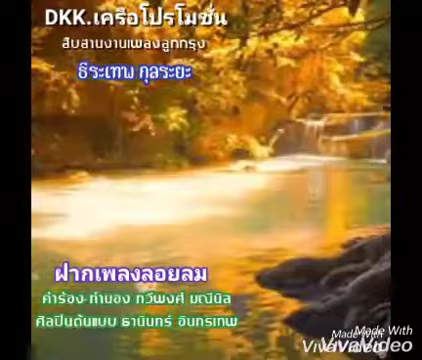 DKK.เครือโปรโมชั่น
สืบสานงานเพลงลูกกรุง
ธีระเทพ กุลระยะ
ฝากเพลงลอยลม
คำร้อง-ทำนอง ทวีพงศ์ มณีนิล
ศิลปินต้นแบบ ธานินทร์ อินทรเทพ
Made With
VivaVideo
Made With
VivaVideo